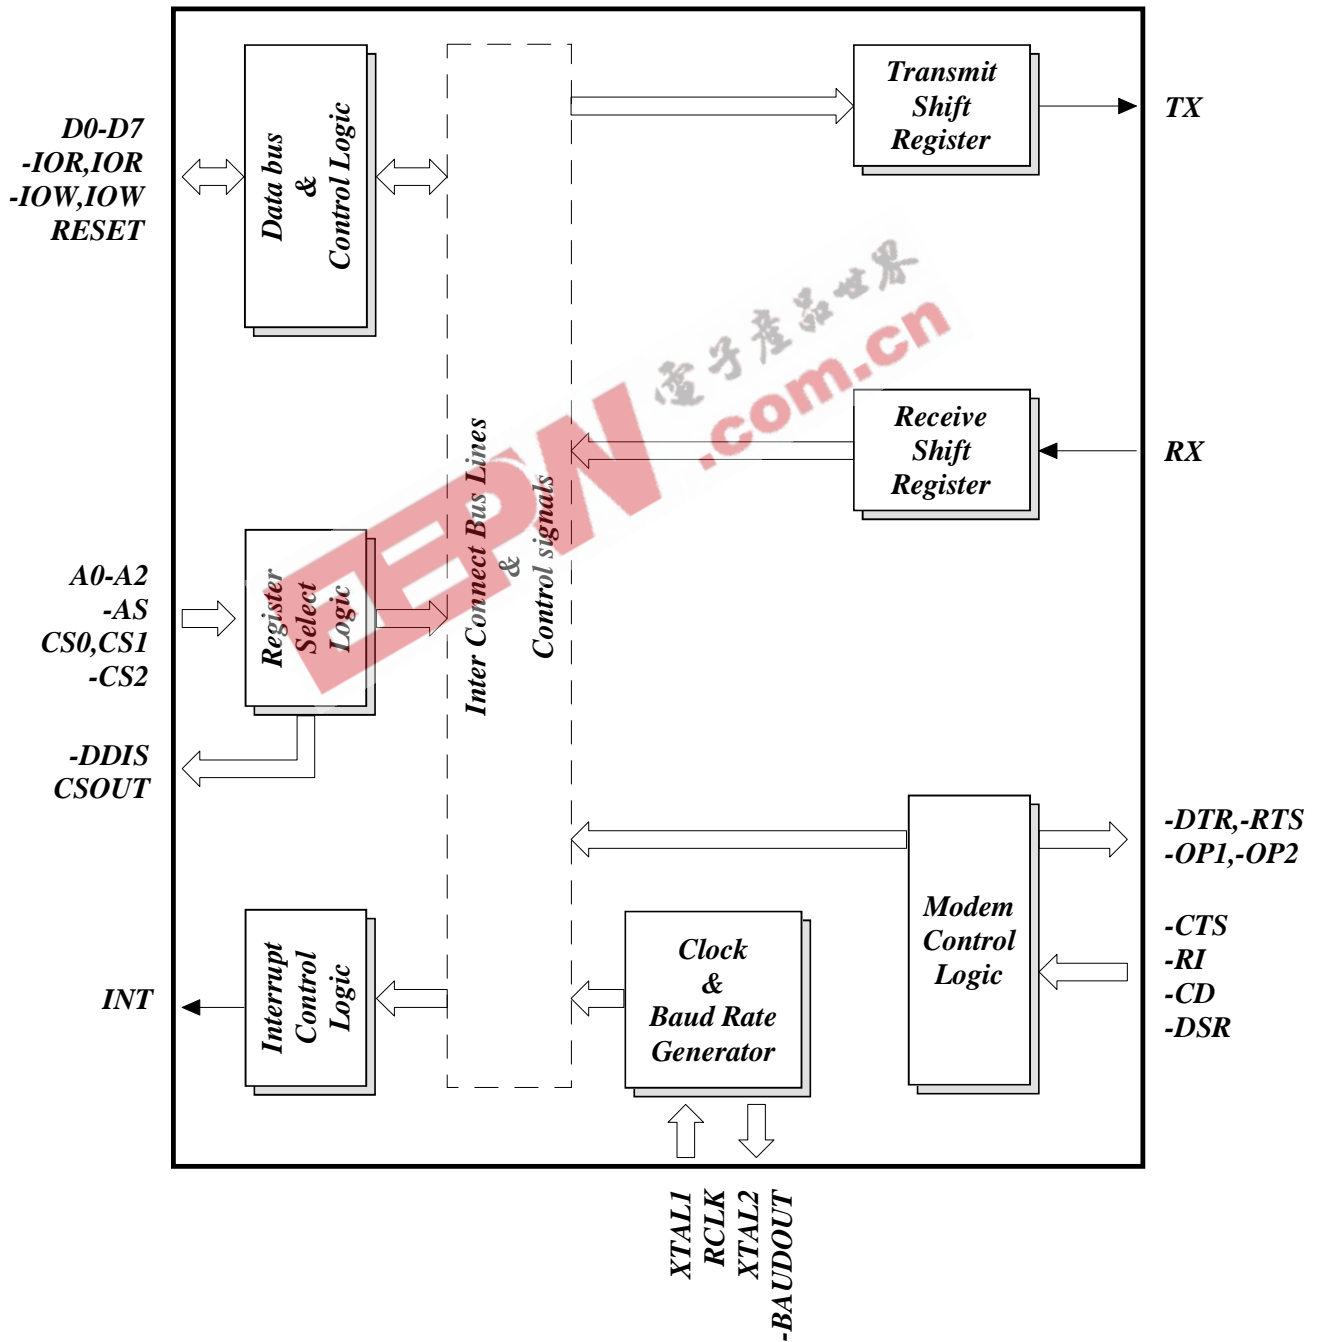 D0-D7
-IOR,IOR
-IOW,IOW
RESET
Data bus
&
Control Logic
Transmit
Shift
Register
TX
電子產品世界
EEPW
.com.cn
Receive
Shift
Register
RX
Inter Connect Bus Lines
&
Control signals
A0-A2
-AS
CS0,CS1
-CS2
Register
Select
Logic
-DDIS
CSOUT
-DTR,-RTS
-OP1,-OP2
Modem
Control
Logic
-CTS
-RI
-CD
-DSR
INT
Interrupt
Control
Logic
Clock
&
Baud Rate
Generator
XTAL1
RCLK
XTAL2
-BAUDOUT